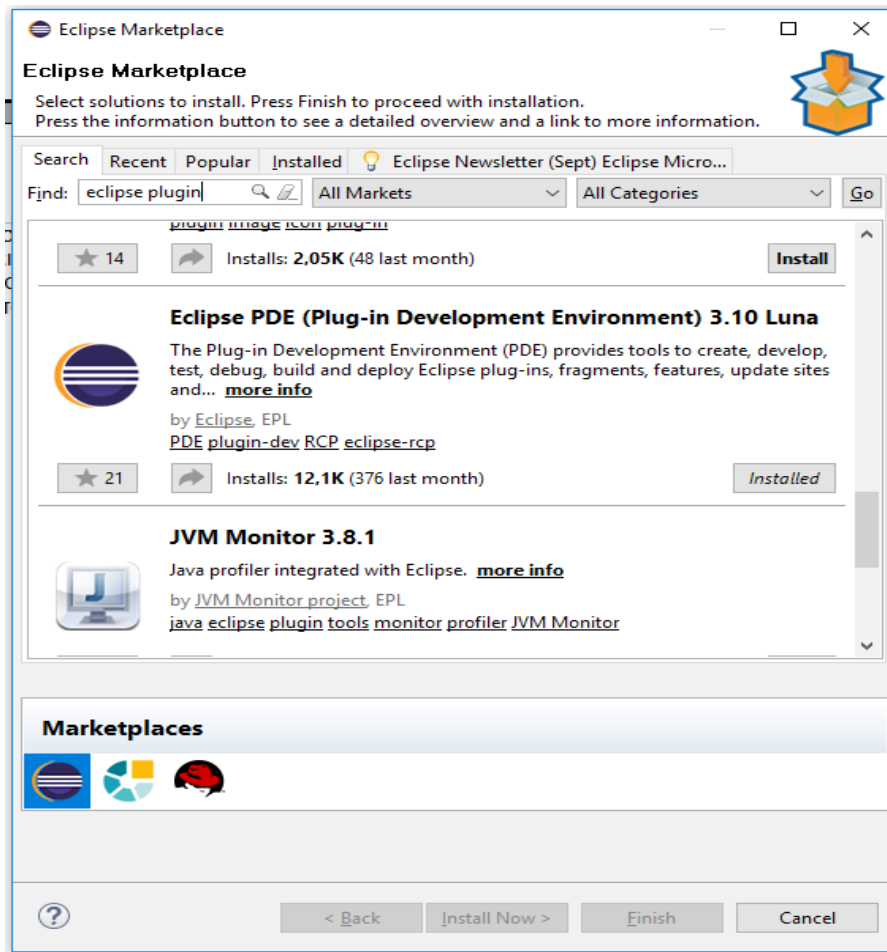 Eclipse Marketplace
Eclipse Marketplace
Select solutions to install. Press Finish to proceed with installation.
Press the information button to see a detailed overview and a link to more information.
Search Recent Popular Installed Eclipse Newsletter (Sept) Eclipse Micro...
Find: eclipse plugin All Markets All Categories Go
plugin image icon plug-in
14 Installs: 2,05K (48 last month) Install
Eclipse PDE (Plug-in Development Environment) 3.10 Luna
The Plug-in Development Environment (PDE) provides tools to create, develop,
test, debug, build and deploy Eclipse plug-ins, fragments, features, update sites
and... more info
by Eclipse, EPL
PDE plugin-dev RCP eclipse-rcp
21 Installs: 12,1K (376 last month) Installed
JVM Monitor 3.8.1
Java profiler integrated with Eclipse. more info
by JVM Monitor project, EPL
java eclipse plugin tools monitor profiler JVM Monitor
Marketplaces
? < Back Install Now > Finish Cancel